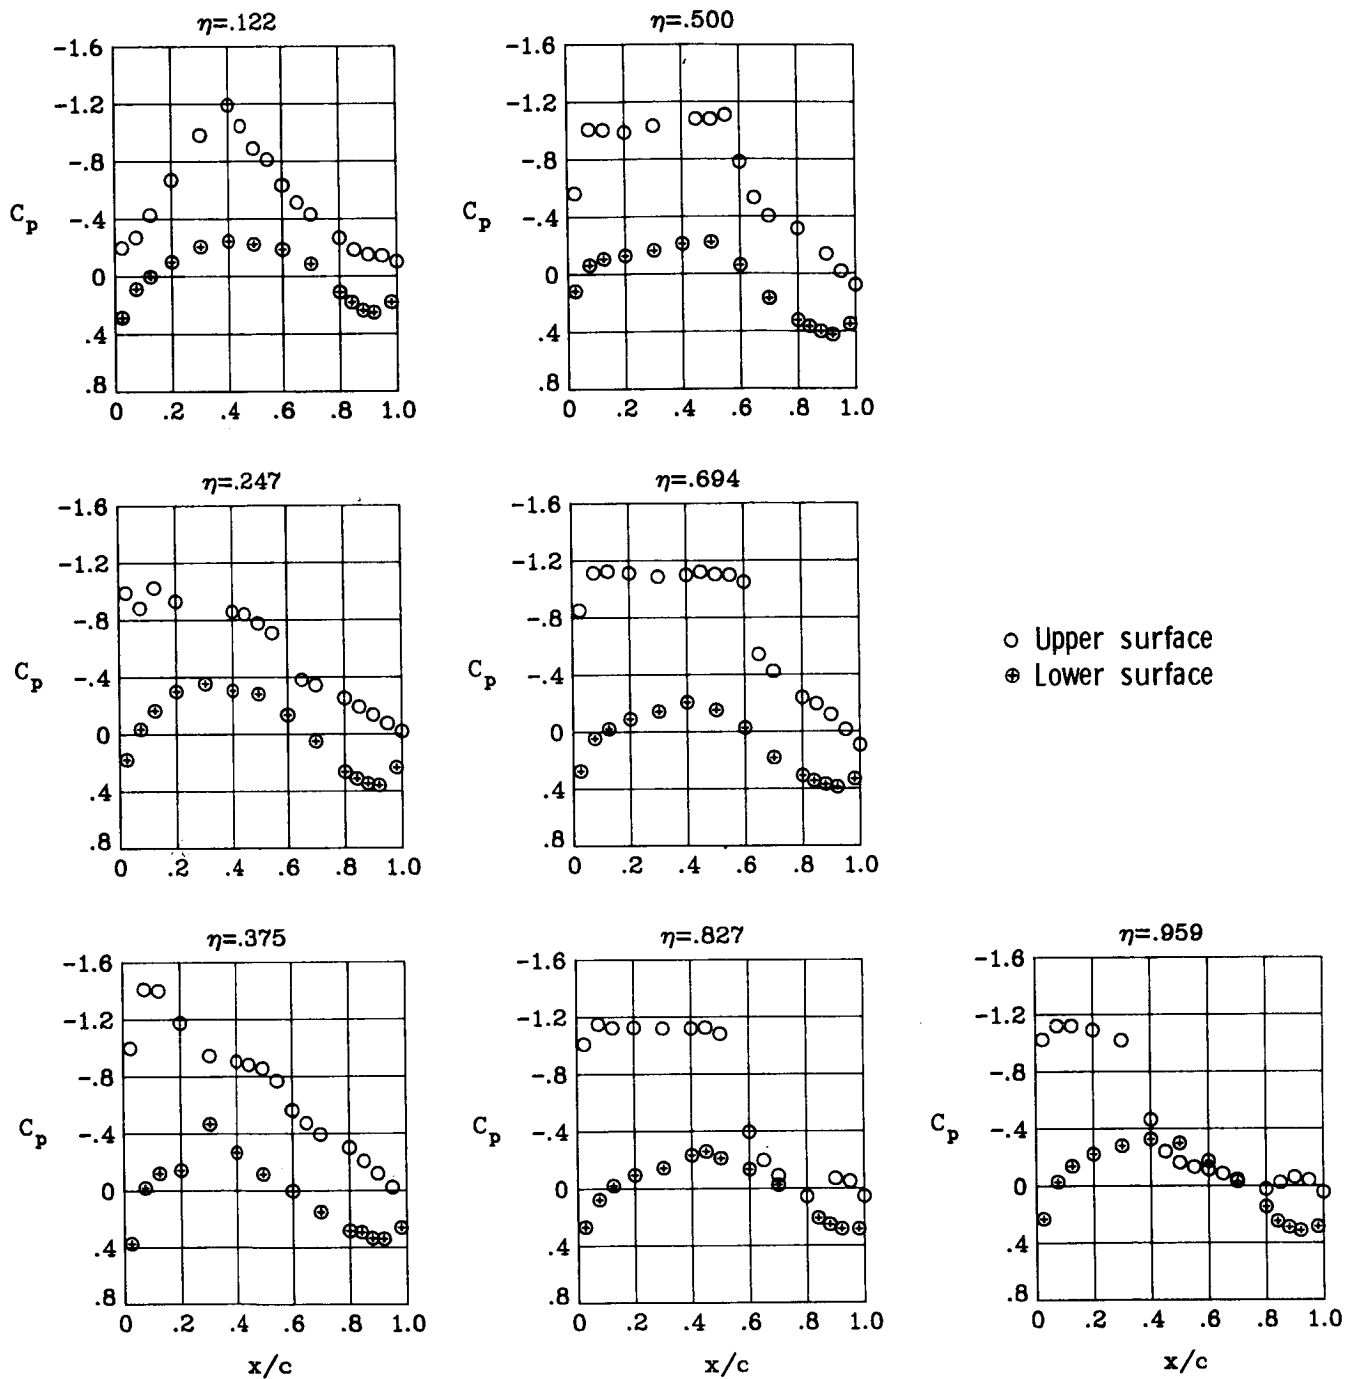 η=.122
-1.6
-1.2
-.8
-.4
0
.4
.8
C_p
0 .2 .4 .6 .8 1.0
η=.500
-1.6
-1.2
-.8
-.4
0
.4
.8
C_p
0 .2 .4 .6 .8 1.0
η=.247
-1.6
-1.2
-.8
-.4
0
.4
.8
C_p
0 .2 .4 .6 .8 1.0
η=.694
-1.6
-1.2
-.8
-.4
0
.4
.8
C_p
0 .2 .4 .6 .8 1.0
Upper surface
Lower surface
η=.375
-1.6
-1.2
-.8
-.4
0
.4
.8
C_p
0 .2 .4 .6 .8 1.0
x/c
η=.827
-1.6
-1.2
-.8
-.4
0
.4
.8
C_p
0 .2 .4 .6 .8 1.0
x/c
η=.959
-1.6
-1.2
-.8
-.4
0
.4
.8
C_p
0 .2 .4 .6 .8 1.0
x/c